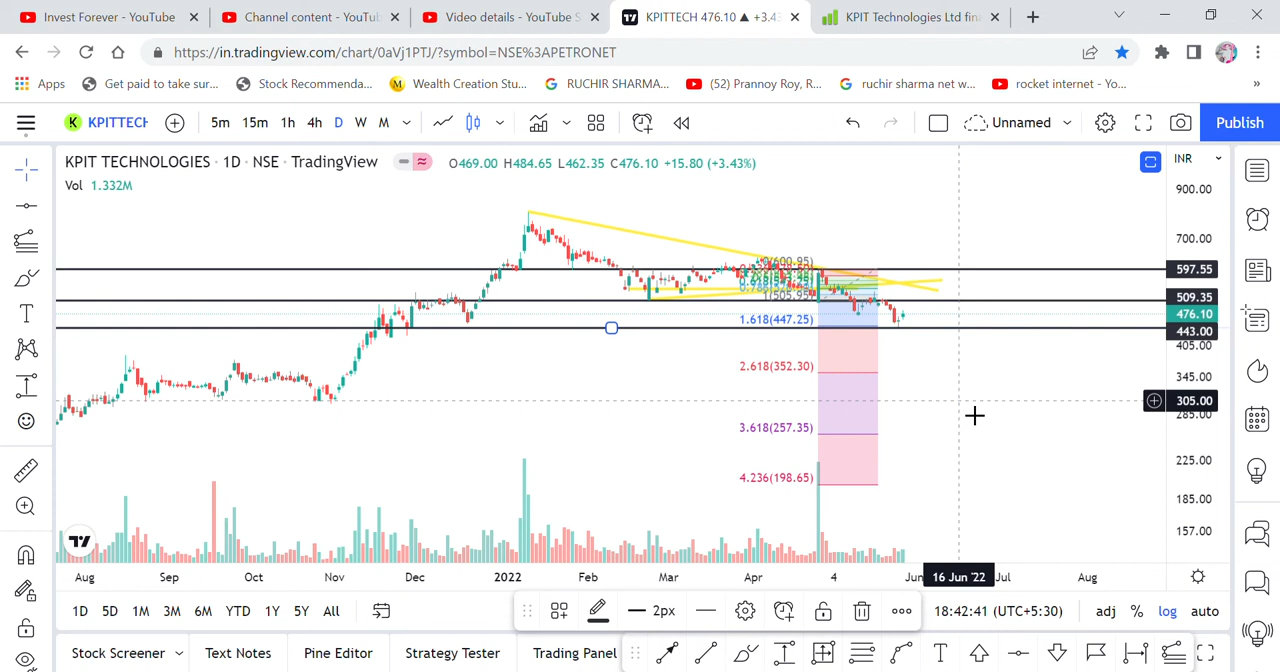 Invest Forever - YouTube
Channel content - YouTu
Video details - YouTube S
KPITTECH 476.10 ▲ +3.43
KPIT Technologies Ltd fin
https://in.tradingview.com/chart/0aVj1PTJ/?symbol=NSE%3APETRONET
Apps Get paid to take sur... Stock Recommenda... Wealth Creation Stu... RUCHIR SHARMA... (52) Prannoy Roy, R... ruchir sharma net w... rocket internet - Yo... »
K KPITTECH 5m 15m 1h 4h D W M Unnamed Publish
KPIT TECHNOLOGIES · 1D · NSE · TradingView O469.00 H484.65 L462.35 C476.10 +15.80 (+3.43%) INR
Vol 1.332M
900.00
700.00
0(600.95)
597.55
1(505.95)
509.35
476.10
1.618(447.25)
443.00
405.00
2.618(352.30)
345.00
305.00
285.00
3.618(257.35)
225.00
4.236(198.65)
185.00
157.00
Aug Sep Oct Nov Dec 2022 Feb Mar Apr 4 Jun 16 Jun '22 Jul Aug
1D 5D 1M 3M 6M YTD 1Y 5Y All 2px 18:42:41 (UTC+5:30) adj % log auto
Stock Screener Text Notes Pine Editor Strategy Tester Trading Panel